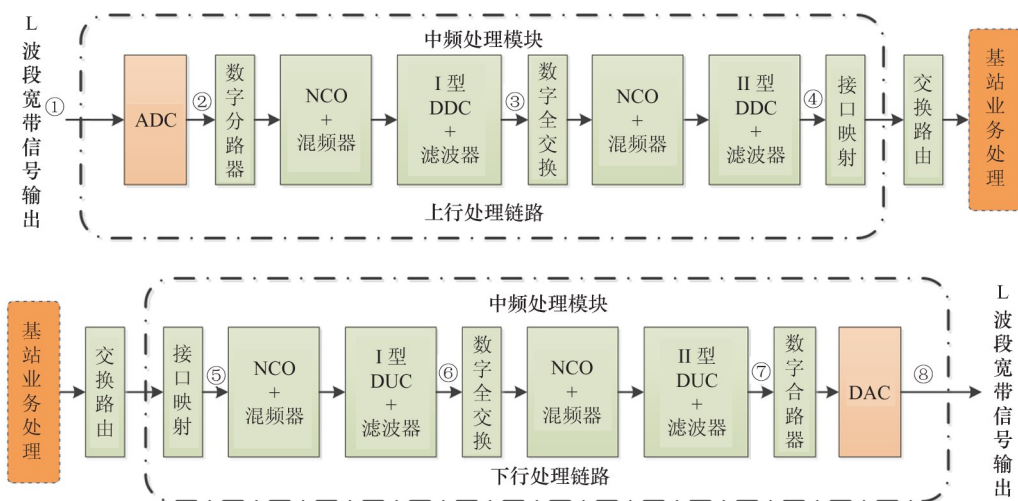 L波段宽带信号输出
①
中频处理模块
ADC
②
数字分路器
NCO
+
混频器
I 型
DDC
+
滤波器
③
数字全交换
NCO
+
混频器
II 型
DDC
+
滤波器
④
接口映射
交换路由
基站业务处理
上行处理链路
基站业务处理
交换路由
中频处理模块
接口映射
⑤
NCO
+
混频器
I 型
DUC
+
滤波器
⑥
数字全交换
NCO
+
混频器
II 型
DUC
+
滤波器
⑦
数字合路器
DAC
⑧
L波段宽带信号输出
下行处理链路